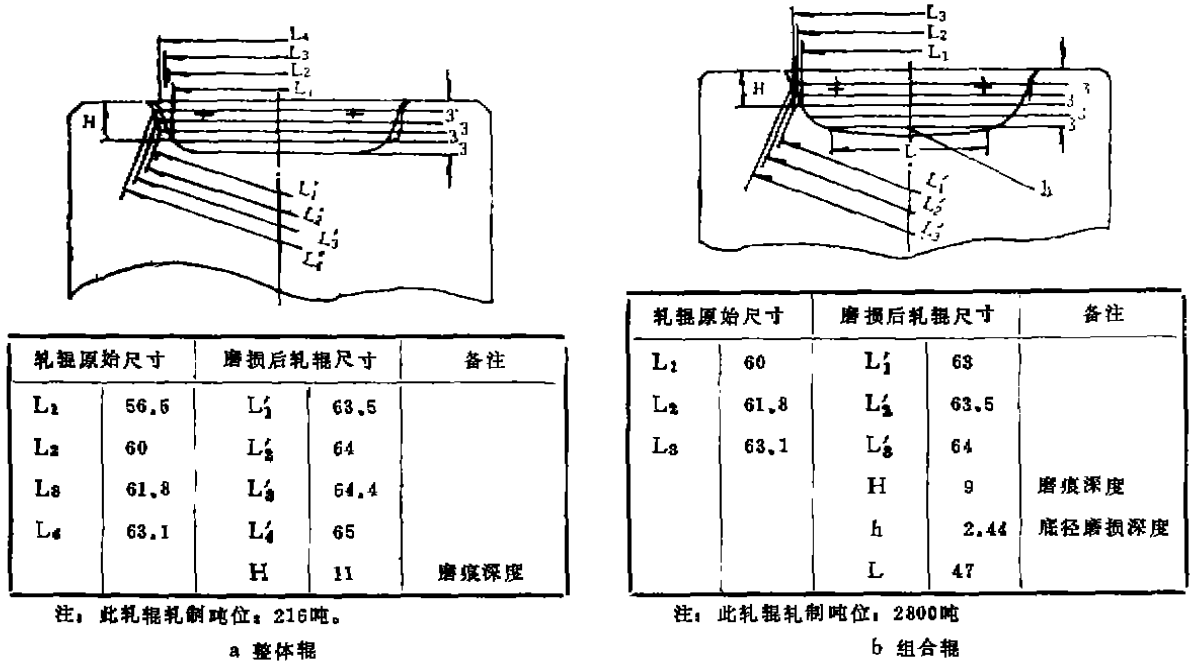 L₄
L₃
L₂
L₁
H
3
3
3
3
L₁′
L₂′
L₃′
L₄′
轧辊原始尺寸 磨损后轧辊尺寸 备注
L₁ 56.5 L₁′ 63.5
L₂ 60 L₂′ 64
L₃ 61.8 L₃′ 64.4
L₄ 63.1 L₄′ 65
H 11 磨痕深度
注：此轧辊轧制吨位：216吨。
a 整体辊
L₃
L₂
L₁
H
3
3
3
3
L
h
L₁′
L₂′
L₃′
轧辊原始尺寸 磨损后轧辊尺寸 备注
L₁ 60 L₁′ 63
L₂ 61.8 L₂′ 63.5
L₃ 63.1 L₃′ 64
H 9 磨痕深度
h 2.44 底径磨损深度
L 47
注：此轧辊轧制吨位：2800吨
b 组合辊